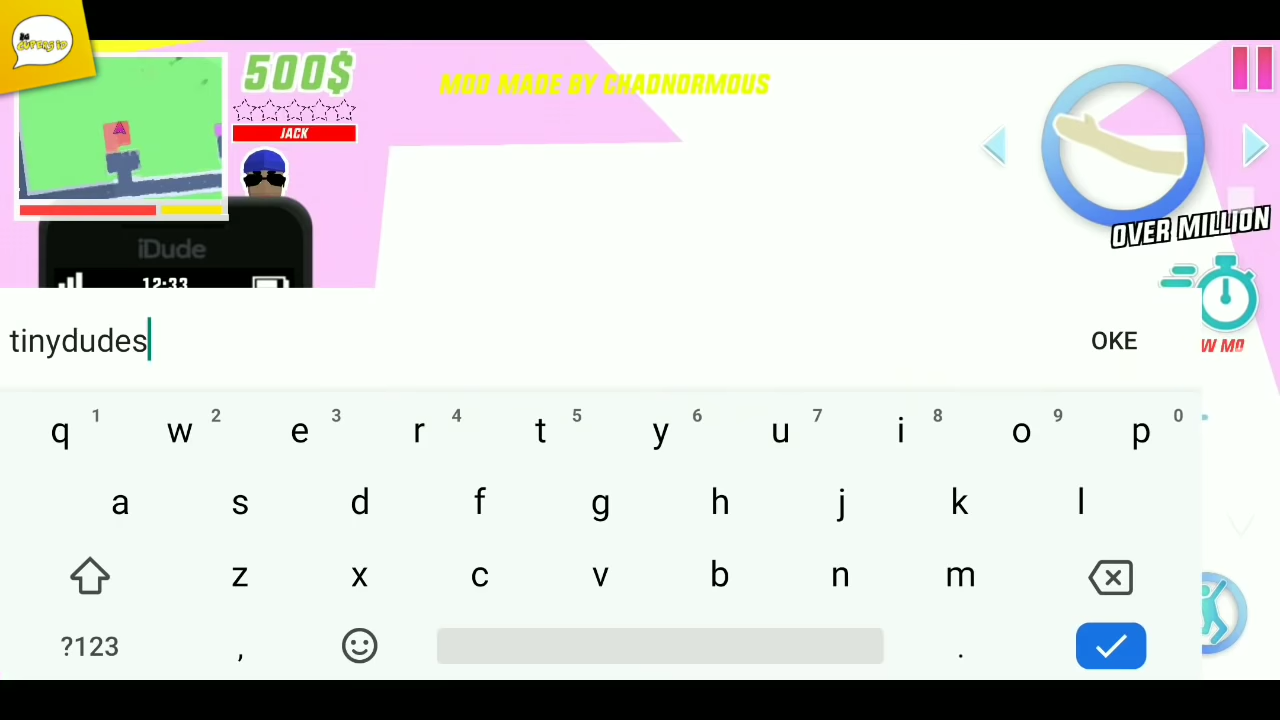 500$
MOD MADE BY CHADNORMOUS
JACK
OVER MILLION
iDude
12:33
W MO
tinydudes
OKE
q 1 w 2 e 3 r 4 t 5 y 6 u 7 i 8 o 9 p 0
a s d f g h j k l
z x c v b n m
?123 , .